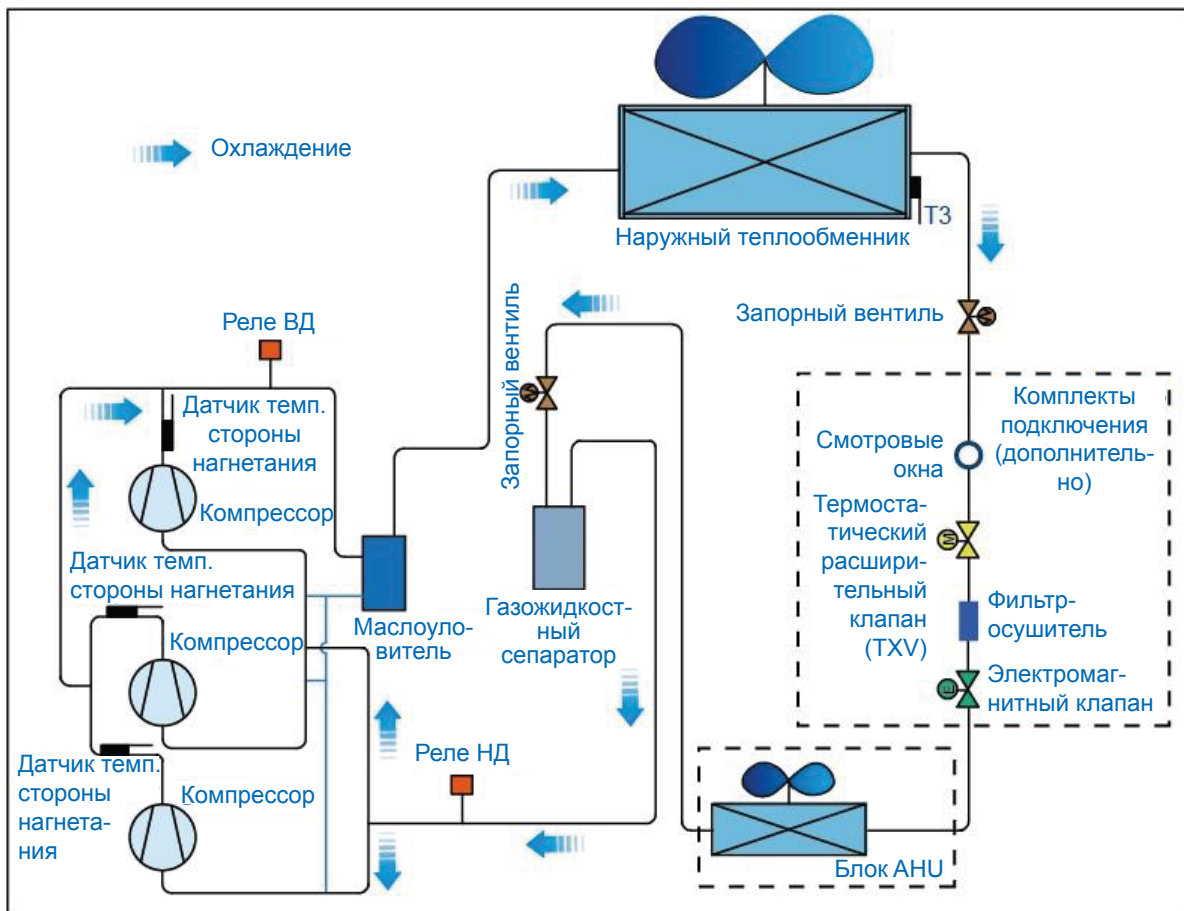 Охлаждение
T3
Наружный теплообменник
Запорный вентиль
Запорный вентиль
Реле ВД
Датчик темп.
стороны
нагнетания
Компрессор
Комплекты
подключения
(дополнитель-
но)
Смотровые
окна
M
M
Термоста-
тический
расшири-
тельный
клапан
(TXV)
M
Фильтр-
осушитель
Электромаг-
нитный клапан
E
Датчик темп.
стороны нагнетания
Компрессор
Маслоуло-
витель
Газожидкост-
ный
сепаратор
Реле НД
Датчик темп.
стороны
нагнета-
ния
Компрессор
Блок AHU